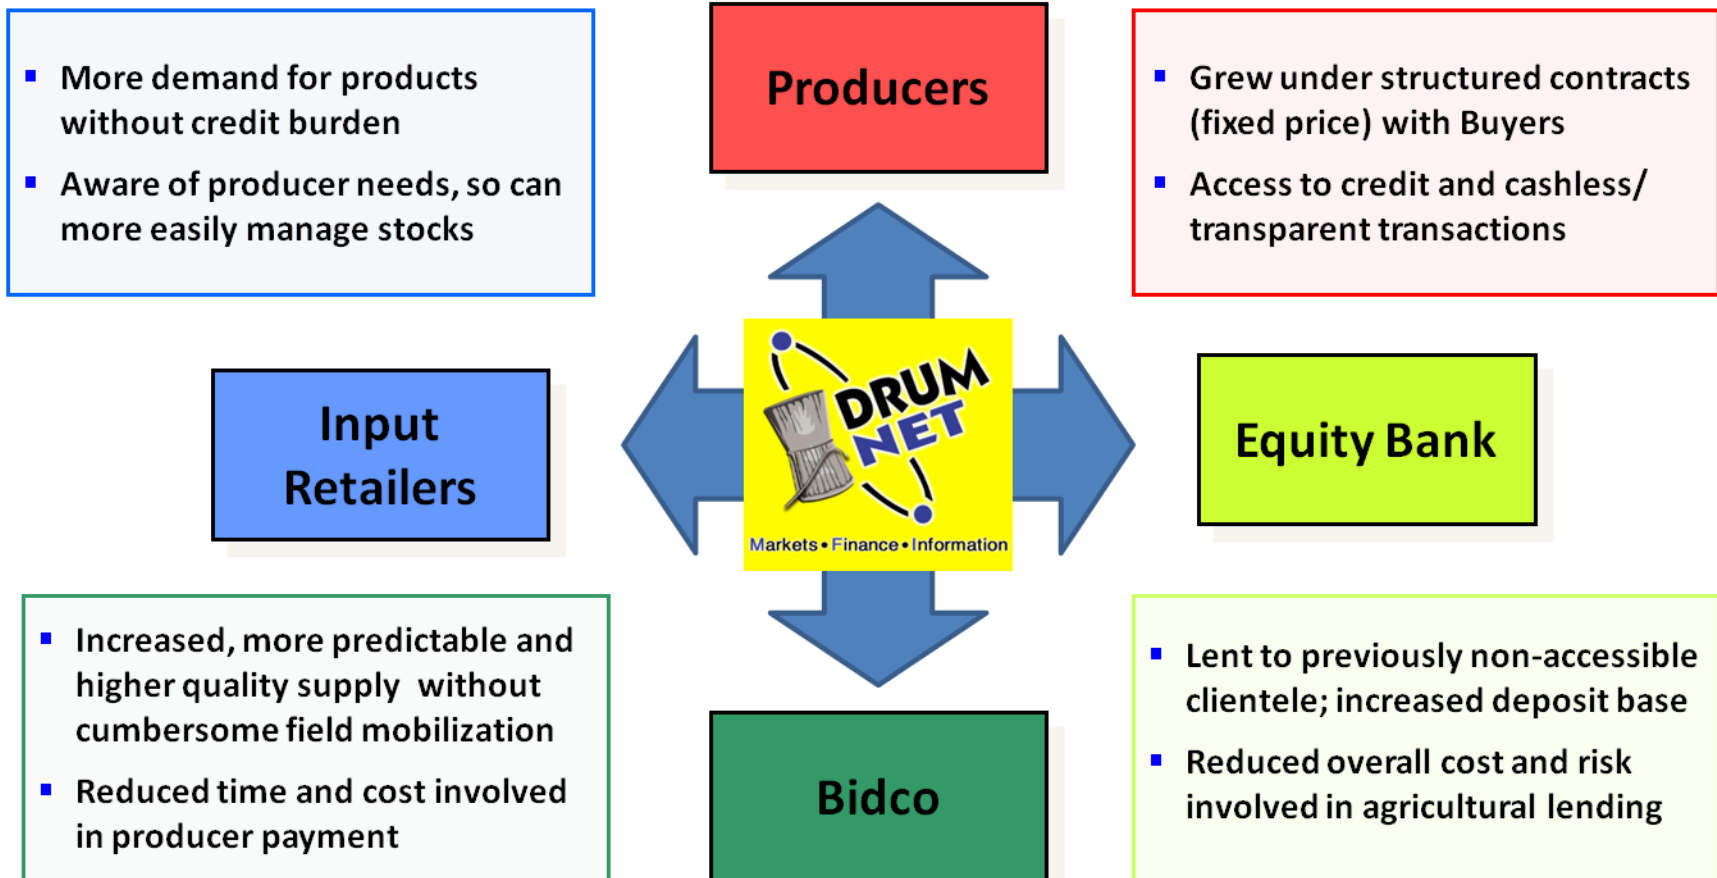 More demand for products
without credit burden
Aware of producer needs, so can
more easily manage stocks
Producers
Grew under structured contracts
(fixed price) with Buyers
Access to credit and cashless/
transparent transactions
Input
Retailers
DRUM
NET
Markets • Finance • Information
Equity Bank
Increased, more predictable and
higher quality supply without
cumbersome field mobilization
Reduced time and cost involved
in producer payment
Bidco
Lent to previously non-accessible
clientele; increased deposit base
Reduced overall cost and risk
involved in agricultural lending